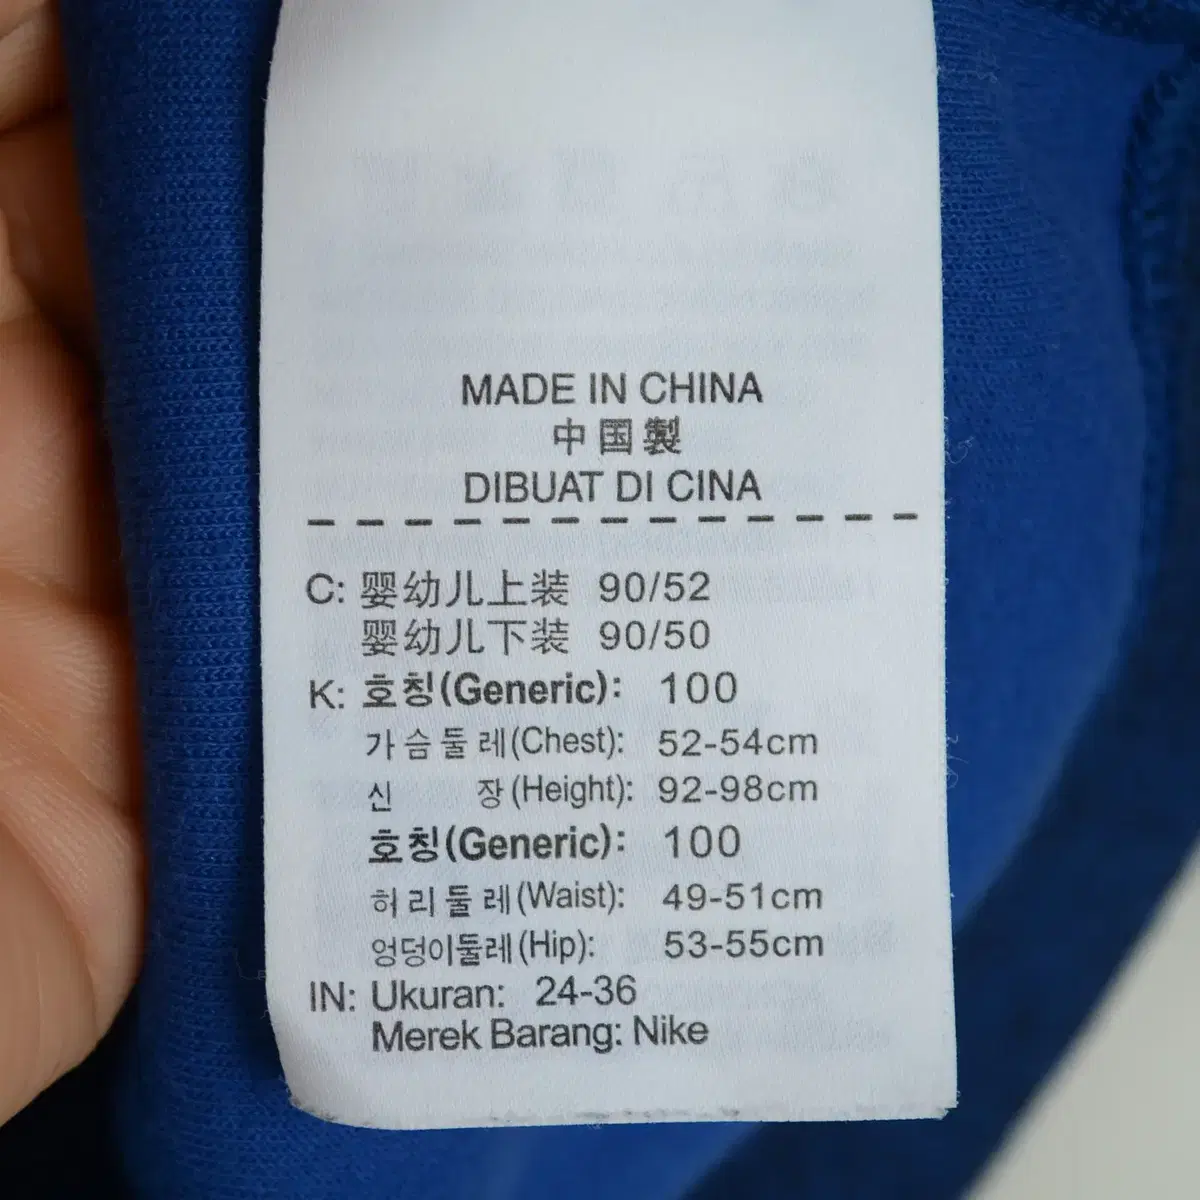 MADE IN CHINA
中国製
DIBUAT DI CINA
C: 婴幼儿上装 90/52
婴幼儿下装 90/50
K: 호칭(Generic): 100
가슴둘레(Chest): 52-54cm
신 장(Height): 92-98cm
호칭(Generic): 100
허리둘레(Waist): 49-51cm
엉덩이둘레(Hip): 53-55cm
IN: Ukuran: 24-36
Merek Barang: Nike